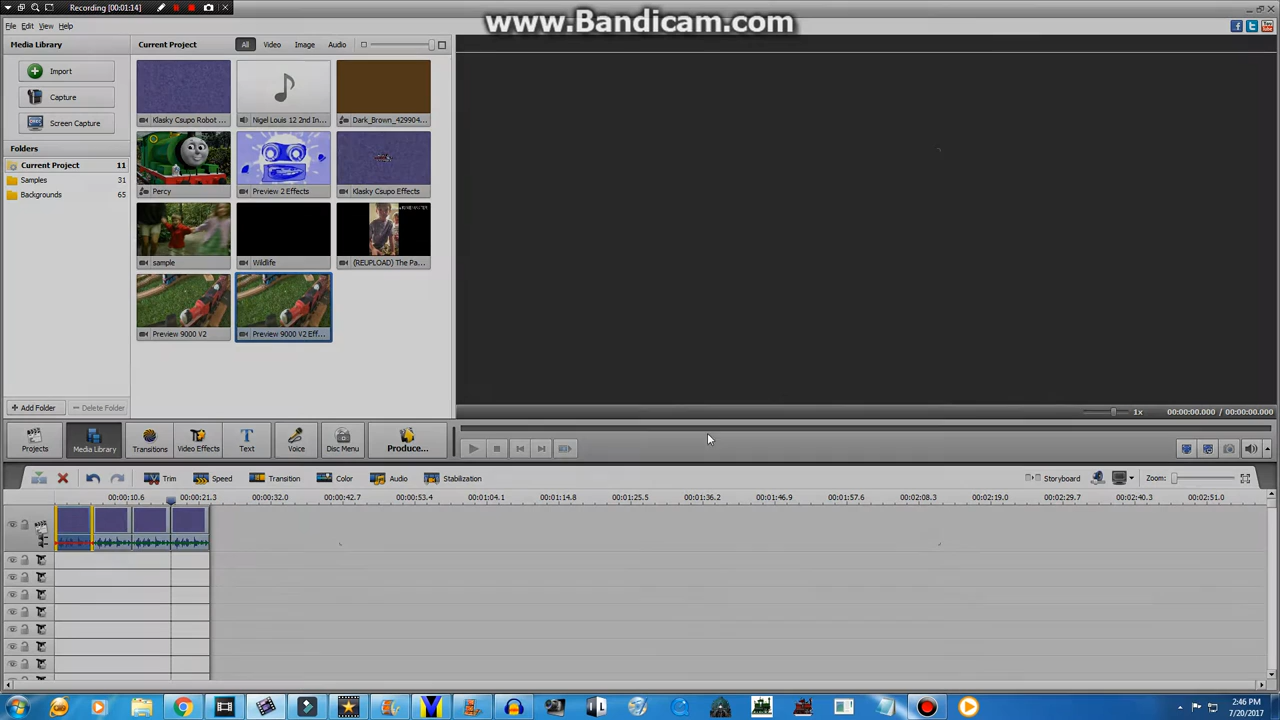 Recording [00:01:14]
www.Bandicam.com
File Edit View Help
Media Library
Current Project
All Video Image Audio
Import
Capture
Screen Capture
Folders
Current Project 11
Samples 31
Backgrounds 65
Klasky Csupo Robot ...
Nigel Louis 12 2nd In...
Dark_Brown_429904...
Percy
Preview 2 Effects
Klasky Csupo Effects
sample
Wildlife
(REUPLOAD) The Pa...
Preview 9000 V2
Preview 9000 V2 Eff...
Add Folder
Delete Folder
1x
00:00:00.000 / 00:00:00.000
Projects
Media Library
Transitions
Video Effects
Text
Voice
Disc Menu
Produce...
Trim
Speed
Transition
Color
Audio
Stabilization
Storyboard
Zoom:
00:00:10.6 00:00:21.3 00:00:32.0 00:00:42.7 00:00:53.4 00:01:04.1 00:01:14.8 00:01:25.5 00:01:36.2 00:01:46.9 00:01:57.6 00:02:08.3 00:02:19.0 00:02:29.7 00:02:40.3 00:02:51.0
2:46 PM
7/20/2017